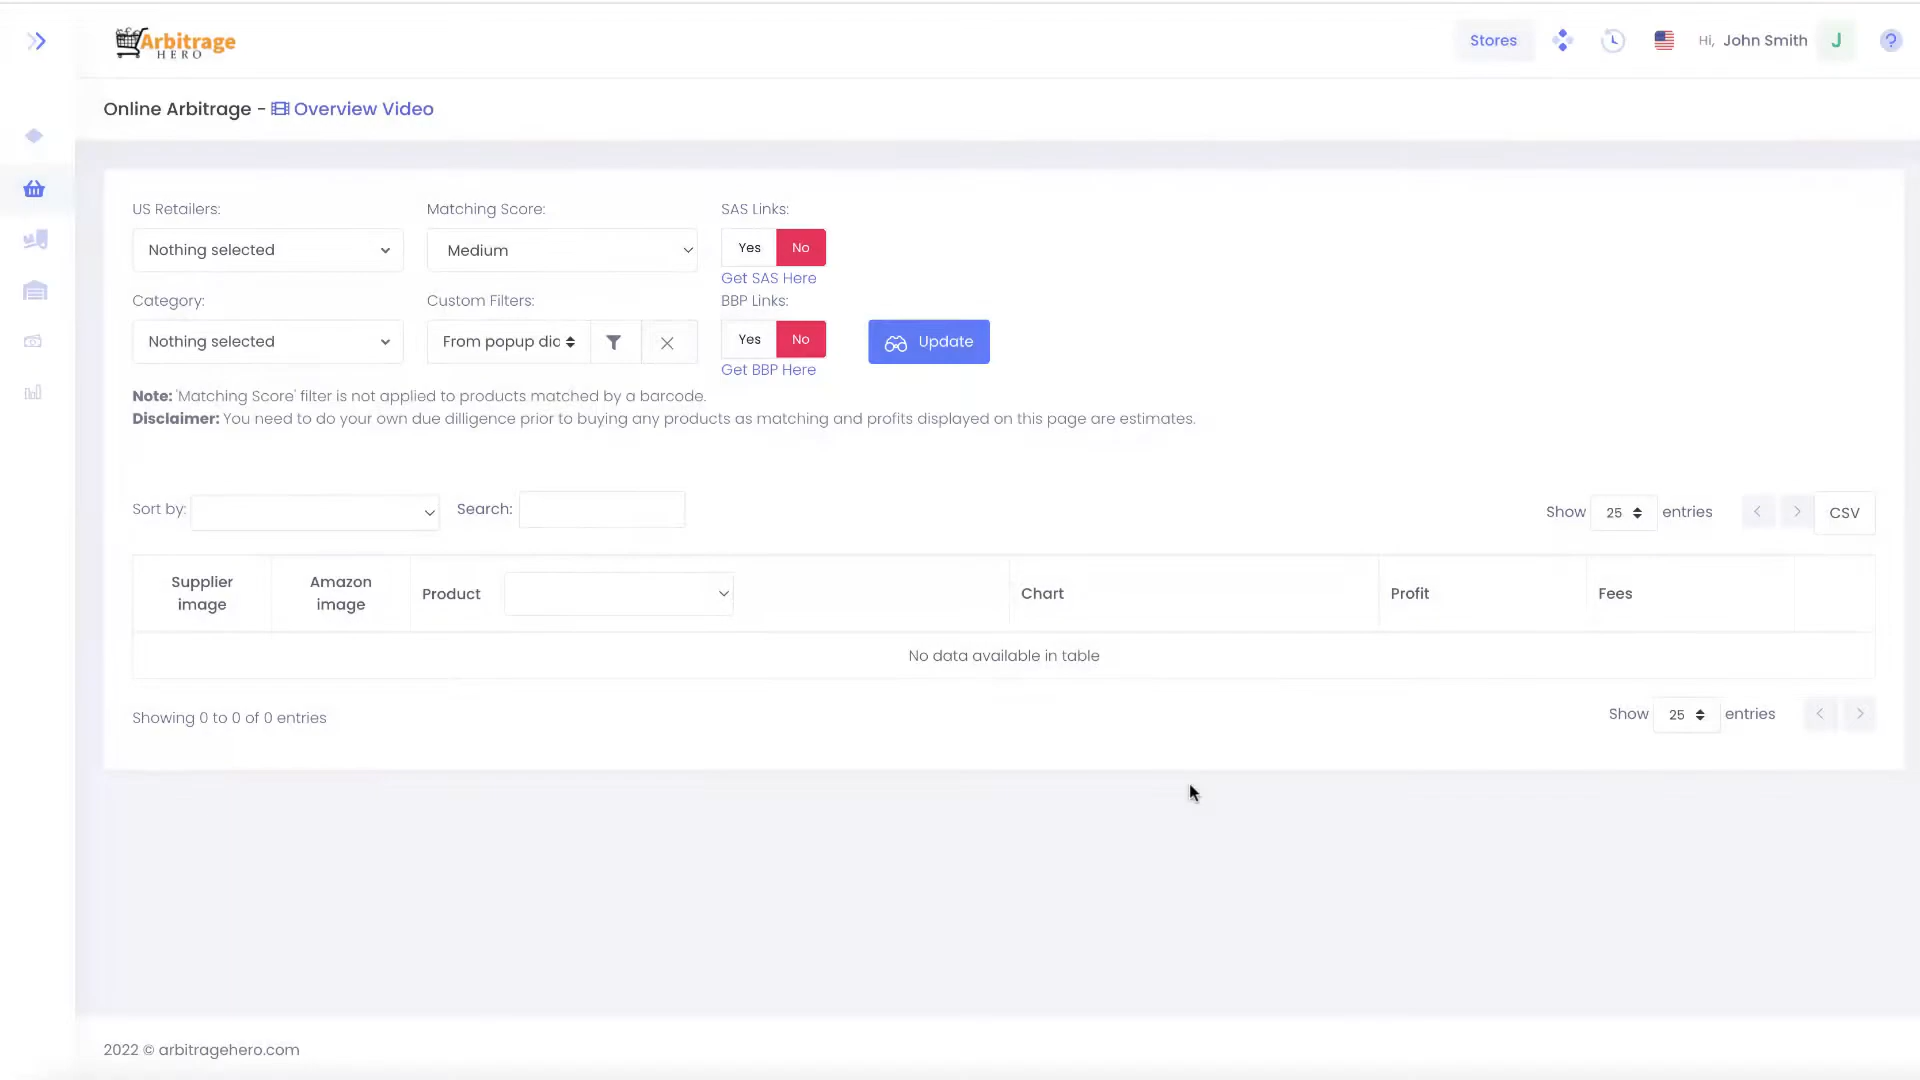 Arbitrage
HERO
Stores
Hi, John Smith J ?
Online Arbitrage - Overview Video
US Retailers: Matching Score: SAS Links:
Nothing selected Medium Yes No
Get SAS Here
Category: Custom Filters: BBP Links:
Nothing selected From popup dic Yes No Update
Get BBP Here
Note: 'Matching Score' filter is not applied to products matched by a barcode.
Disclaimer: You need to do your own due dilligence prior to buying any products as matching and profits displayed on this page are estimates.
Sort by: Search: Show 25 entries CSV
Supplier image Amazon image Product Chart Profit Fees
No data available in table
Showing 0 to 0 of 0 entries Show 25 entries
2022 © arbitragehero.com